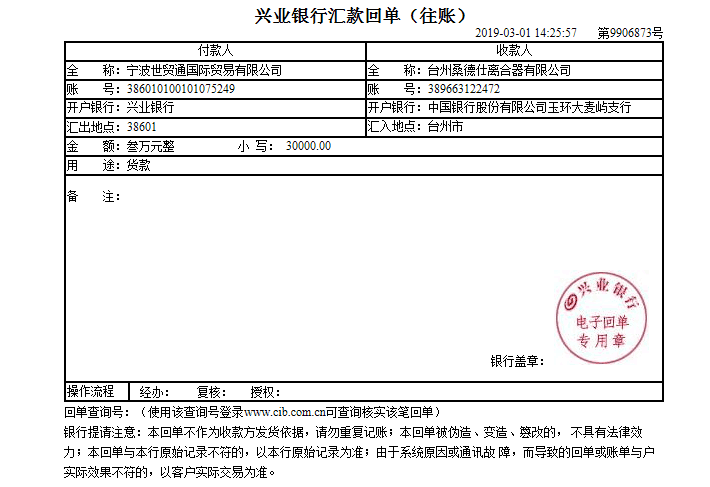 兴业银行汇款回单（往账）
2019-03-01 14:25:57 第9906873号
付款人 收款人
全 称：宁波世贸通国际贸易有限公司 全 称：台州桑德仕离合器有限公司
账 号：386010100101075249 账 号：389663122472
开户银行：兴业银行 开户银行：中国银行股份有限公司玉环大麦屿支行
汇出地点：38601 汇入地点：台州市
金 额：叁万元整 小 写： 30000.00
用 途：货款
备 注：
兴业银行
电子回单
专用章
银行盖章：
操作流程 经办： 复核： 授权：
回单查询号：（使用该查询号登录www.cib.com.cn可查询核实该笔回单）
银行提请注意：本回单不作为收款方发货依据，请勿重复记账；本回单被伪造、变造、篡改的， 不具有法律效
力；本回单与本行原始记录不符的，以本行原始记录为准；由于系统原因或通讯故 障，而导致的回单或账单与户
实际效果不符的，以客户实际交易为准。